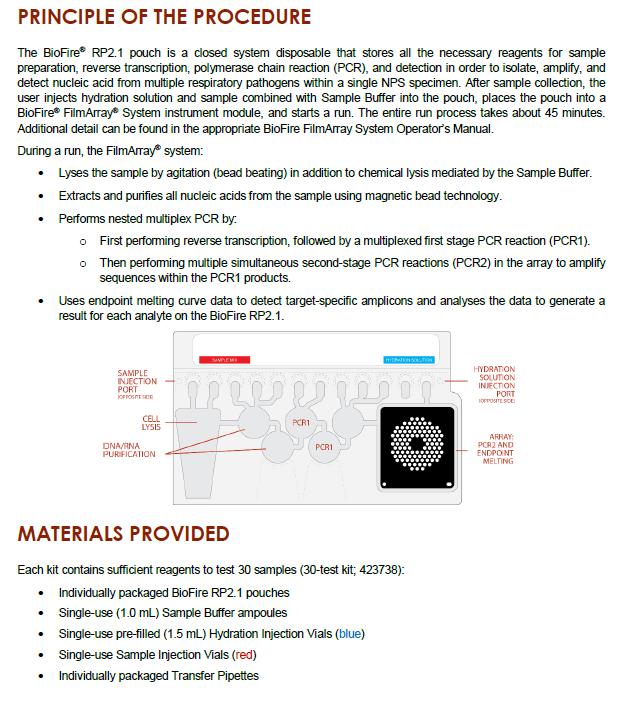 PRINCIPLE OF THE PROCEDURE
The BioFire® RP2.1 pouch is a closed system disposable that stores all the necessary reagents for sample
preparation, reverse transcription, polymerase chain reaction (PCR), and detection in order to isolate, amplify, and
detect nucleic acid from multiple respiratory pathogens within a single NPS specimen. After sample collection, the
user injects hydration solution and sample combined with Sample Buffer into the pouch, places the pouch into a
BioFire® FilmArray® System instrument module, and starts a run. The entire run process takes about 45 minutes.
Additional detail can be found in the appropriate BioFire FilmArray System Operator's Manual.
During a run, the FilmArray® system:
• Lyses the sample by agitation (bead beating) in addition to chemical lysis mediated by the Sample Buffer.
• Extracts and purifies all nucleic acids from the sample using magnetic bead technology.
• Performs nested multiplex PCR by:
o First performing reverse transcription, followed by a multiplexed first stage PCR reaction (PCR1).
o Then performing multiple simultaneous second-stage PCR reactions (PCR2) in the array to amplify
sequences within the PCR1 products.
• Uses endpoint melting curve data to detect target-specific amplicons and analyses the data to generate a
result for each analyte on the BioFire RP2.1.
SAMPLE MIX
HYDRATION SOLUTION
SAMPLE
INJECTION
PORT
(OPPOSITE SIDE)
HYDRATION
SOLUTION
INJECTION
PORT
(OPPOSITE SIDE)
CELL
LYSIS
PCR1
DNA/RNA
PURIFICATION
PCR1
ARRAY:
PCR2 AND
ENDPOINT
MELTING
MATERIALS PROVIDED
Each kit contains sufficient reagents to test 30 samples (30-test kit; 423738):
• Individually packaged BioFire RP2.1 pouches
• Single-use (1.0 mL) Sample Buffer ampoules
• Single-use pre-filled (1.5 mL) Hydration Injection Vials (blue)
• Single-use Sample Injection Vials (red)
• Individually packaged Transfer Pipettes